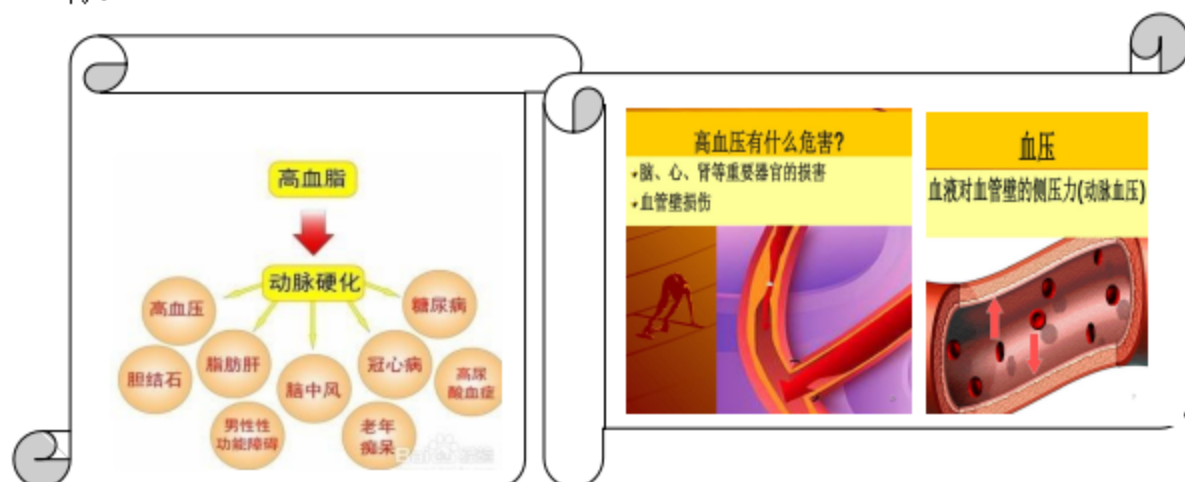 高血脂
动脉硬化
高血压
糖尿病
脂肪肝
冠心病
胆结石
脑中风
高尿
酸血症
男性性
功能障碍
老年
痴呆
高血压有什么危害?
脑、心、肾等重要器官的损害
血管壁损伤
血压
血液对血管壁的侧压力(动脉血压)